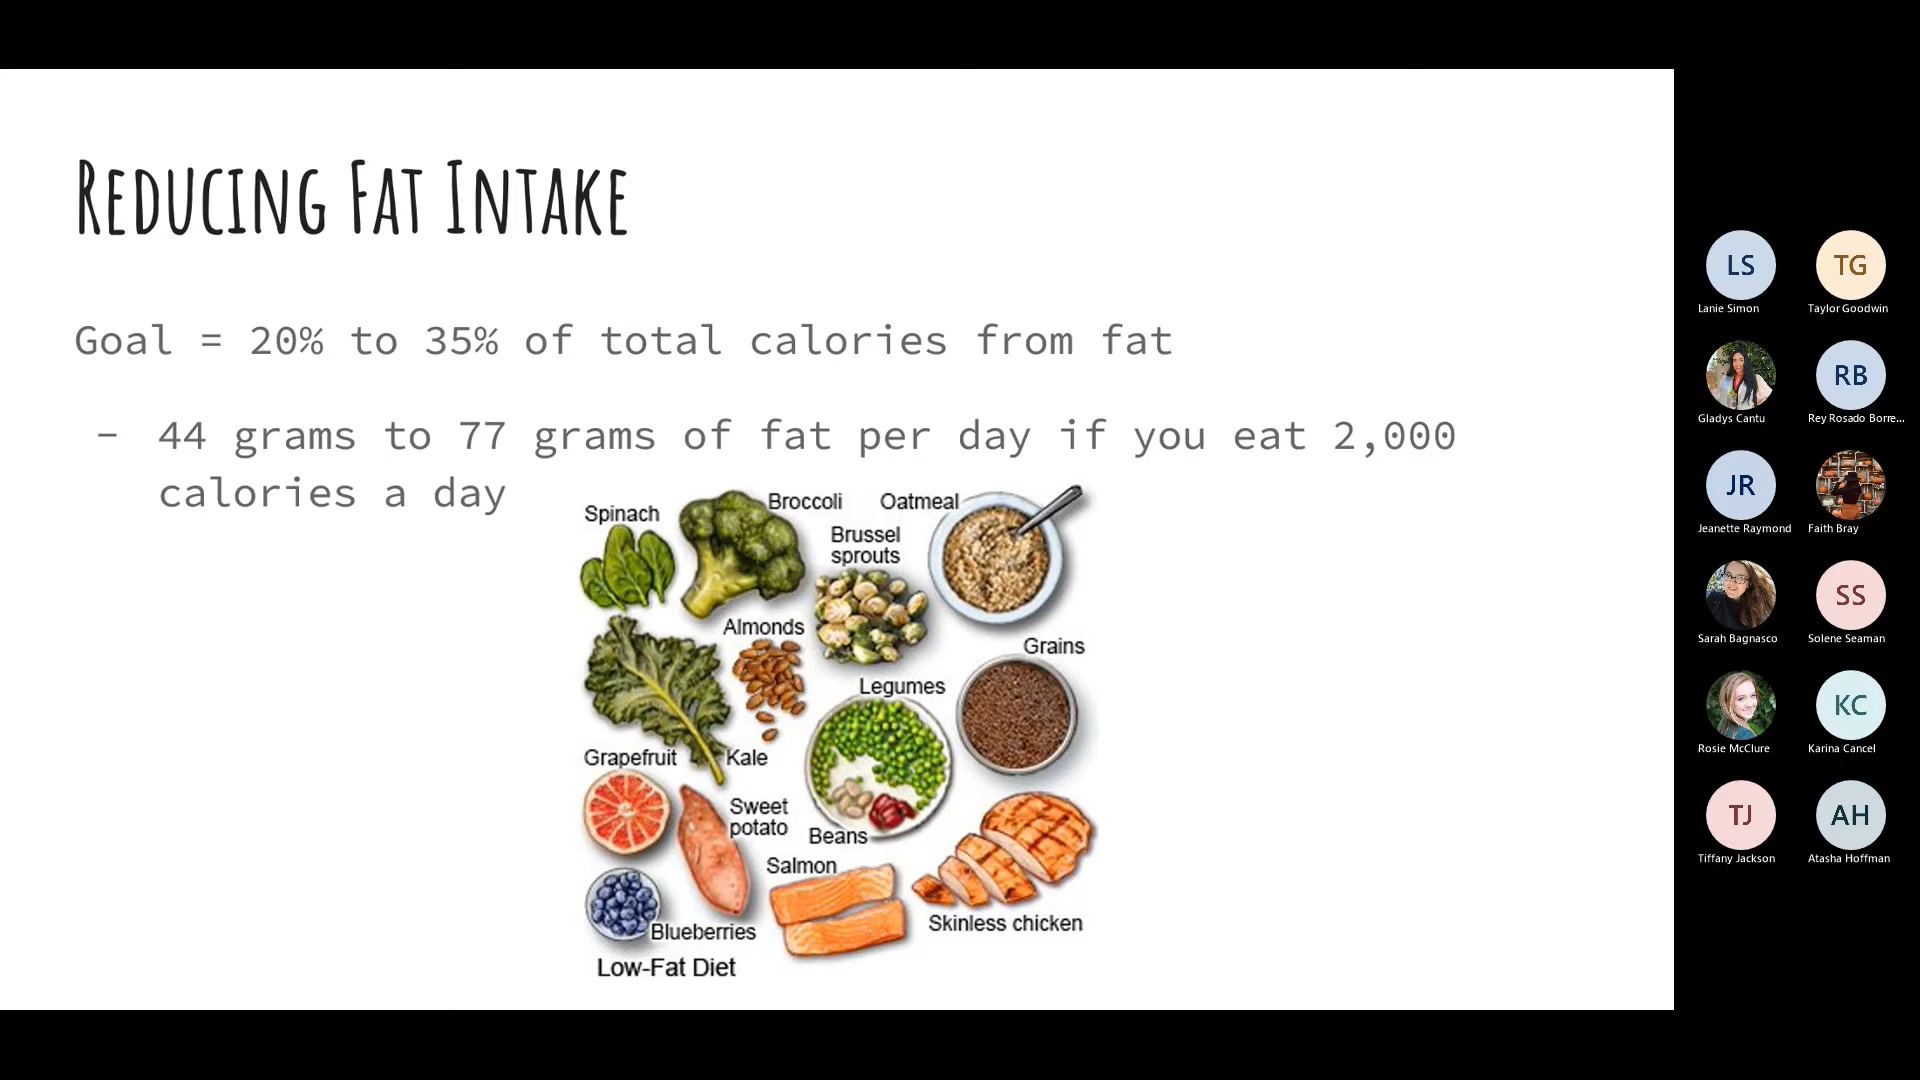 Reducing Fat Intake
Goal = 20% to 35% of total calories from fat
- 44 grams to 77 grams of fat per day if you eat 2,000
calories a day
Spinach
Broccoli
Oatmeal
Brussel
sprouts
Almonds
Grains
Legumes
Grapefruit
Kale
Sweet
potato
Beans
Salmon
Skinless chicken
Blueberries
Low-Fat Diet
LS
Lanie Simon
TG
Taylor Goodwin
Gladys Cantu
RB
Rey Rosado Borre...
JR
Jeanette Raymond
Faith Bray
Sarah Bagnasco
SS
Solene Seaman
Rosie McClure
KC
Karina Cancel
TJ
Tiffany Jackson
AH
Atasha Hoffman